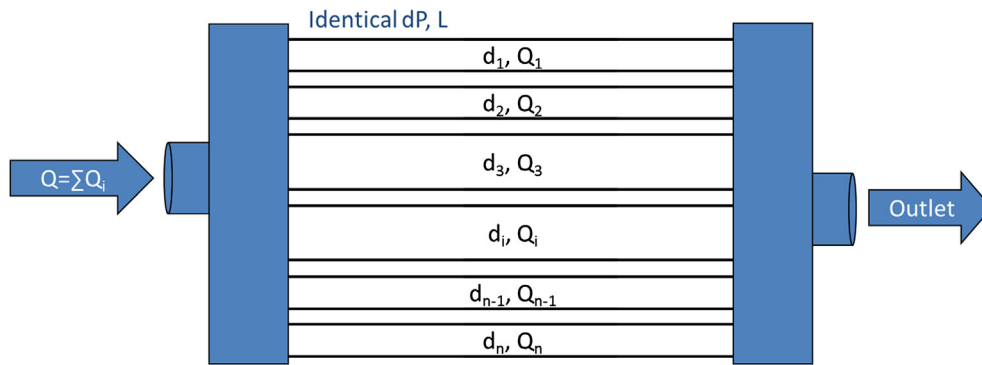 Identical dP, L
d₁, Q₁
d₂, Q₂
d₃, Q₃
Q=∑Qᵢ
Outlet
dᵢ, Qᵢ
dₙ₋₁, Qₙ₋₁
dₙ, Qₙ